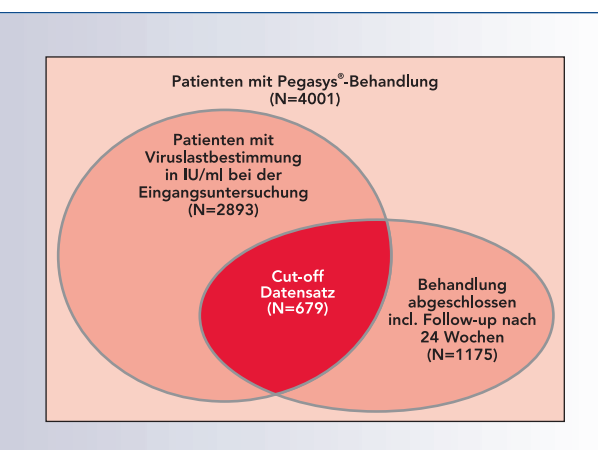 Patienten mit Pegasys®-Behandlung
(N=4001)
Patienten mit
Viruslastbestimmung
in IU/ml bei der
Eingangsuntersuchung
(N=2893)
Cut-off
Datensatz
(N=679)
Behandlung
abgeschlossen
incl. Follow-up nach
24 Wochen
(N=1175)